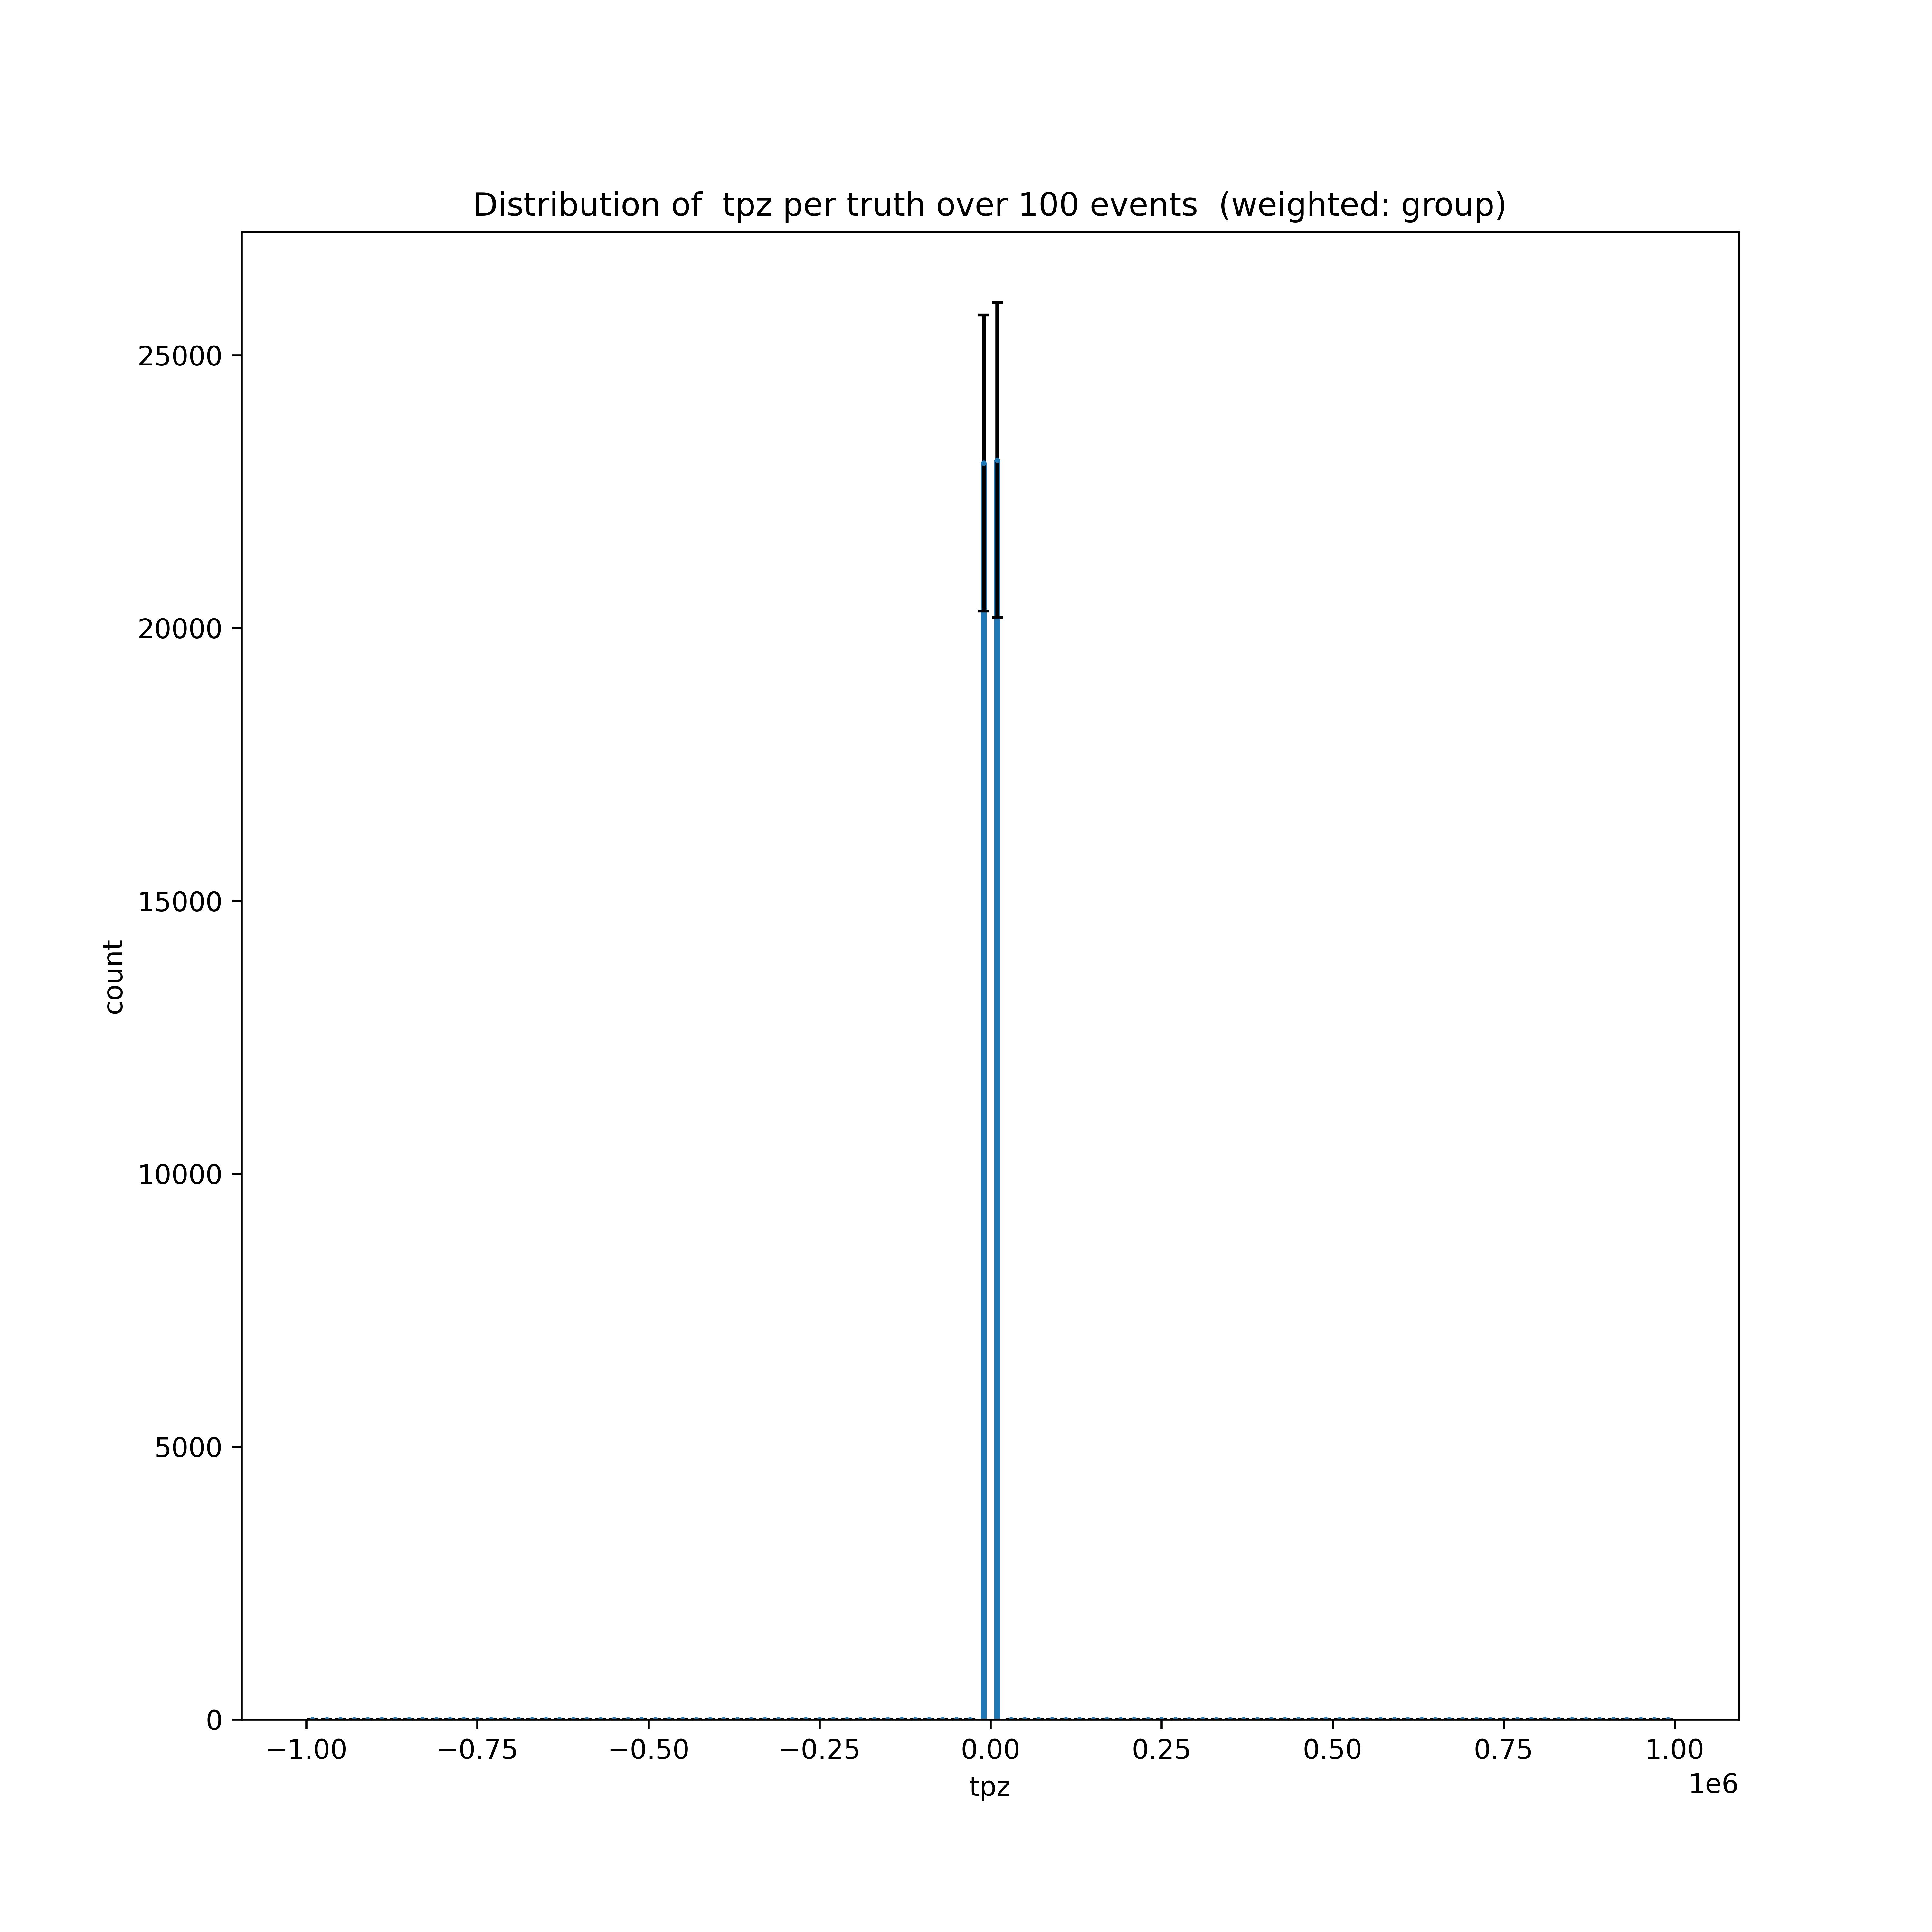 Distribution of  tpz per truth over 100 events  (weighted: group)
25000
20000
15000
10000
5000
0
count
−1.00 −0.75 −0.50 −0.25 0.00 0.25 0.50 0.75 1.00
1e6
tpz